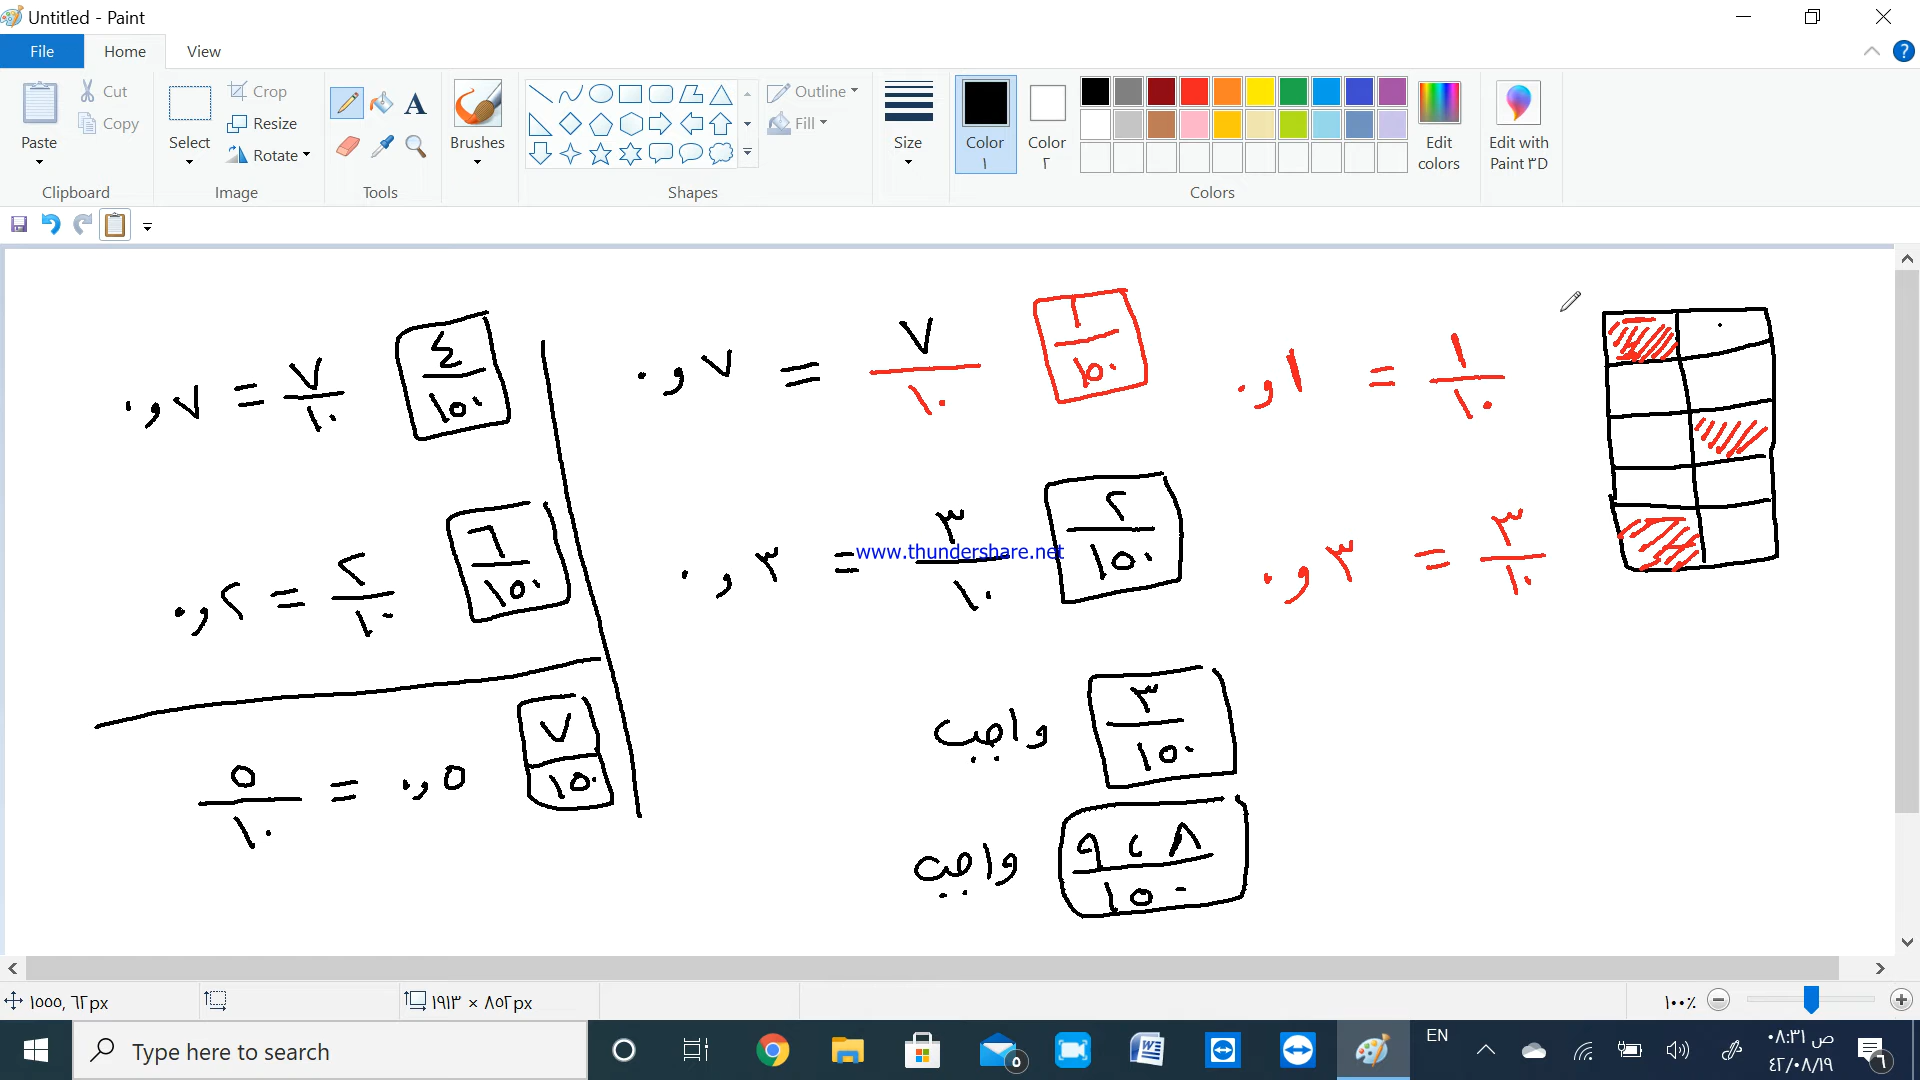 Untitled - Paint
File Home View
Paste Cut Copy Clipboard
Select Crop Resize Rotate Image
Tools
Brushes
Outline Fill Shapes
Size
Color ١
Color ٢
Edit colors
Colors
Edit with Paint ٣D
١/١٠ = ٠,١
٣/١٠ = ٠,٣
١/١٥٠
٧/١٠ = ٠,٧
٢/١٥٠
٣/١٠ = ٠,٣
٣/١٥٠ واجب
٨ ، ٩/١٥٠ واجب
٤/١٥٠
٧/١٠ = ٠,٧
٦/١٥٠
٢/١٠ = ٠,٢
٧/١٥٠
٥/١٠ = ٠,٥
www.thundershare.net
١٥٥٥, ٦٢px
١٩١٣ × ٨٥٢px
١٠٠٪
Type here to search
٥
EN
ص ٠٨:٣١
٤٢/٠٨/١٩
٦